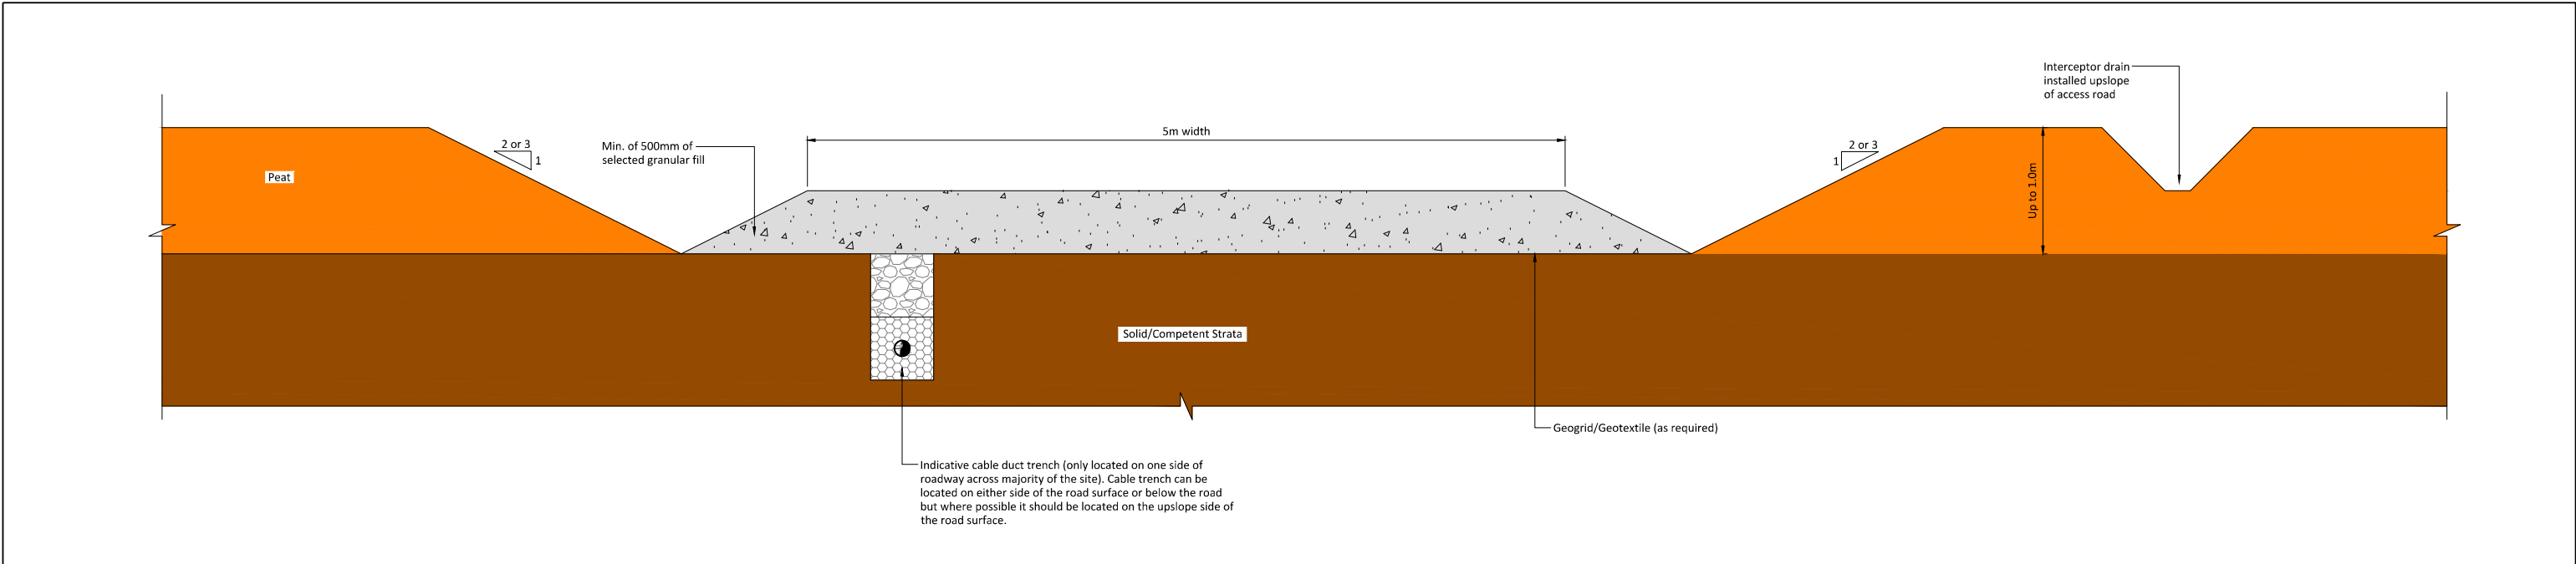 Interceptor drain
installed upslope
of access road
5m width
2 or 3
1
Min. of 500mm of
selected granular fill
2 or 3
1
Peat
Up to 1.0m
Solid/Competent Strata
Geogrid/Geotextile (as required)
Indicative cable duct trench (only located on one side of
roadway across majority of the site). Cable trench can be
located on either side of the road surface or below the road
but where possible it should be located on the upslope side of
the road surface.